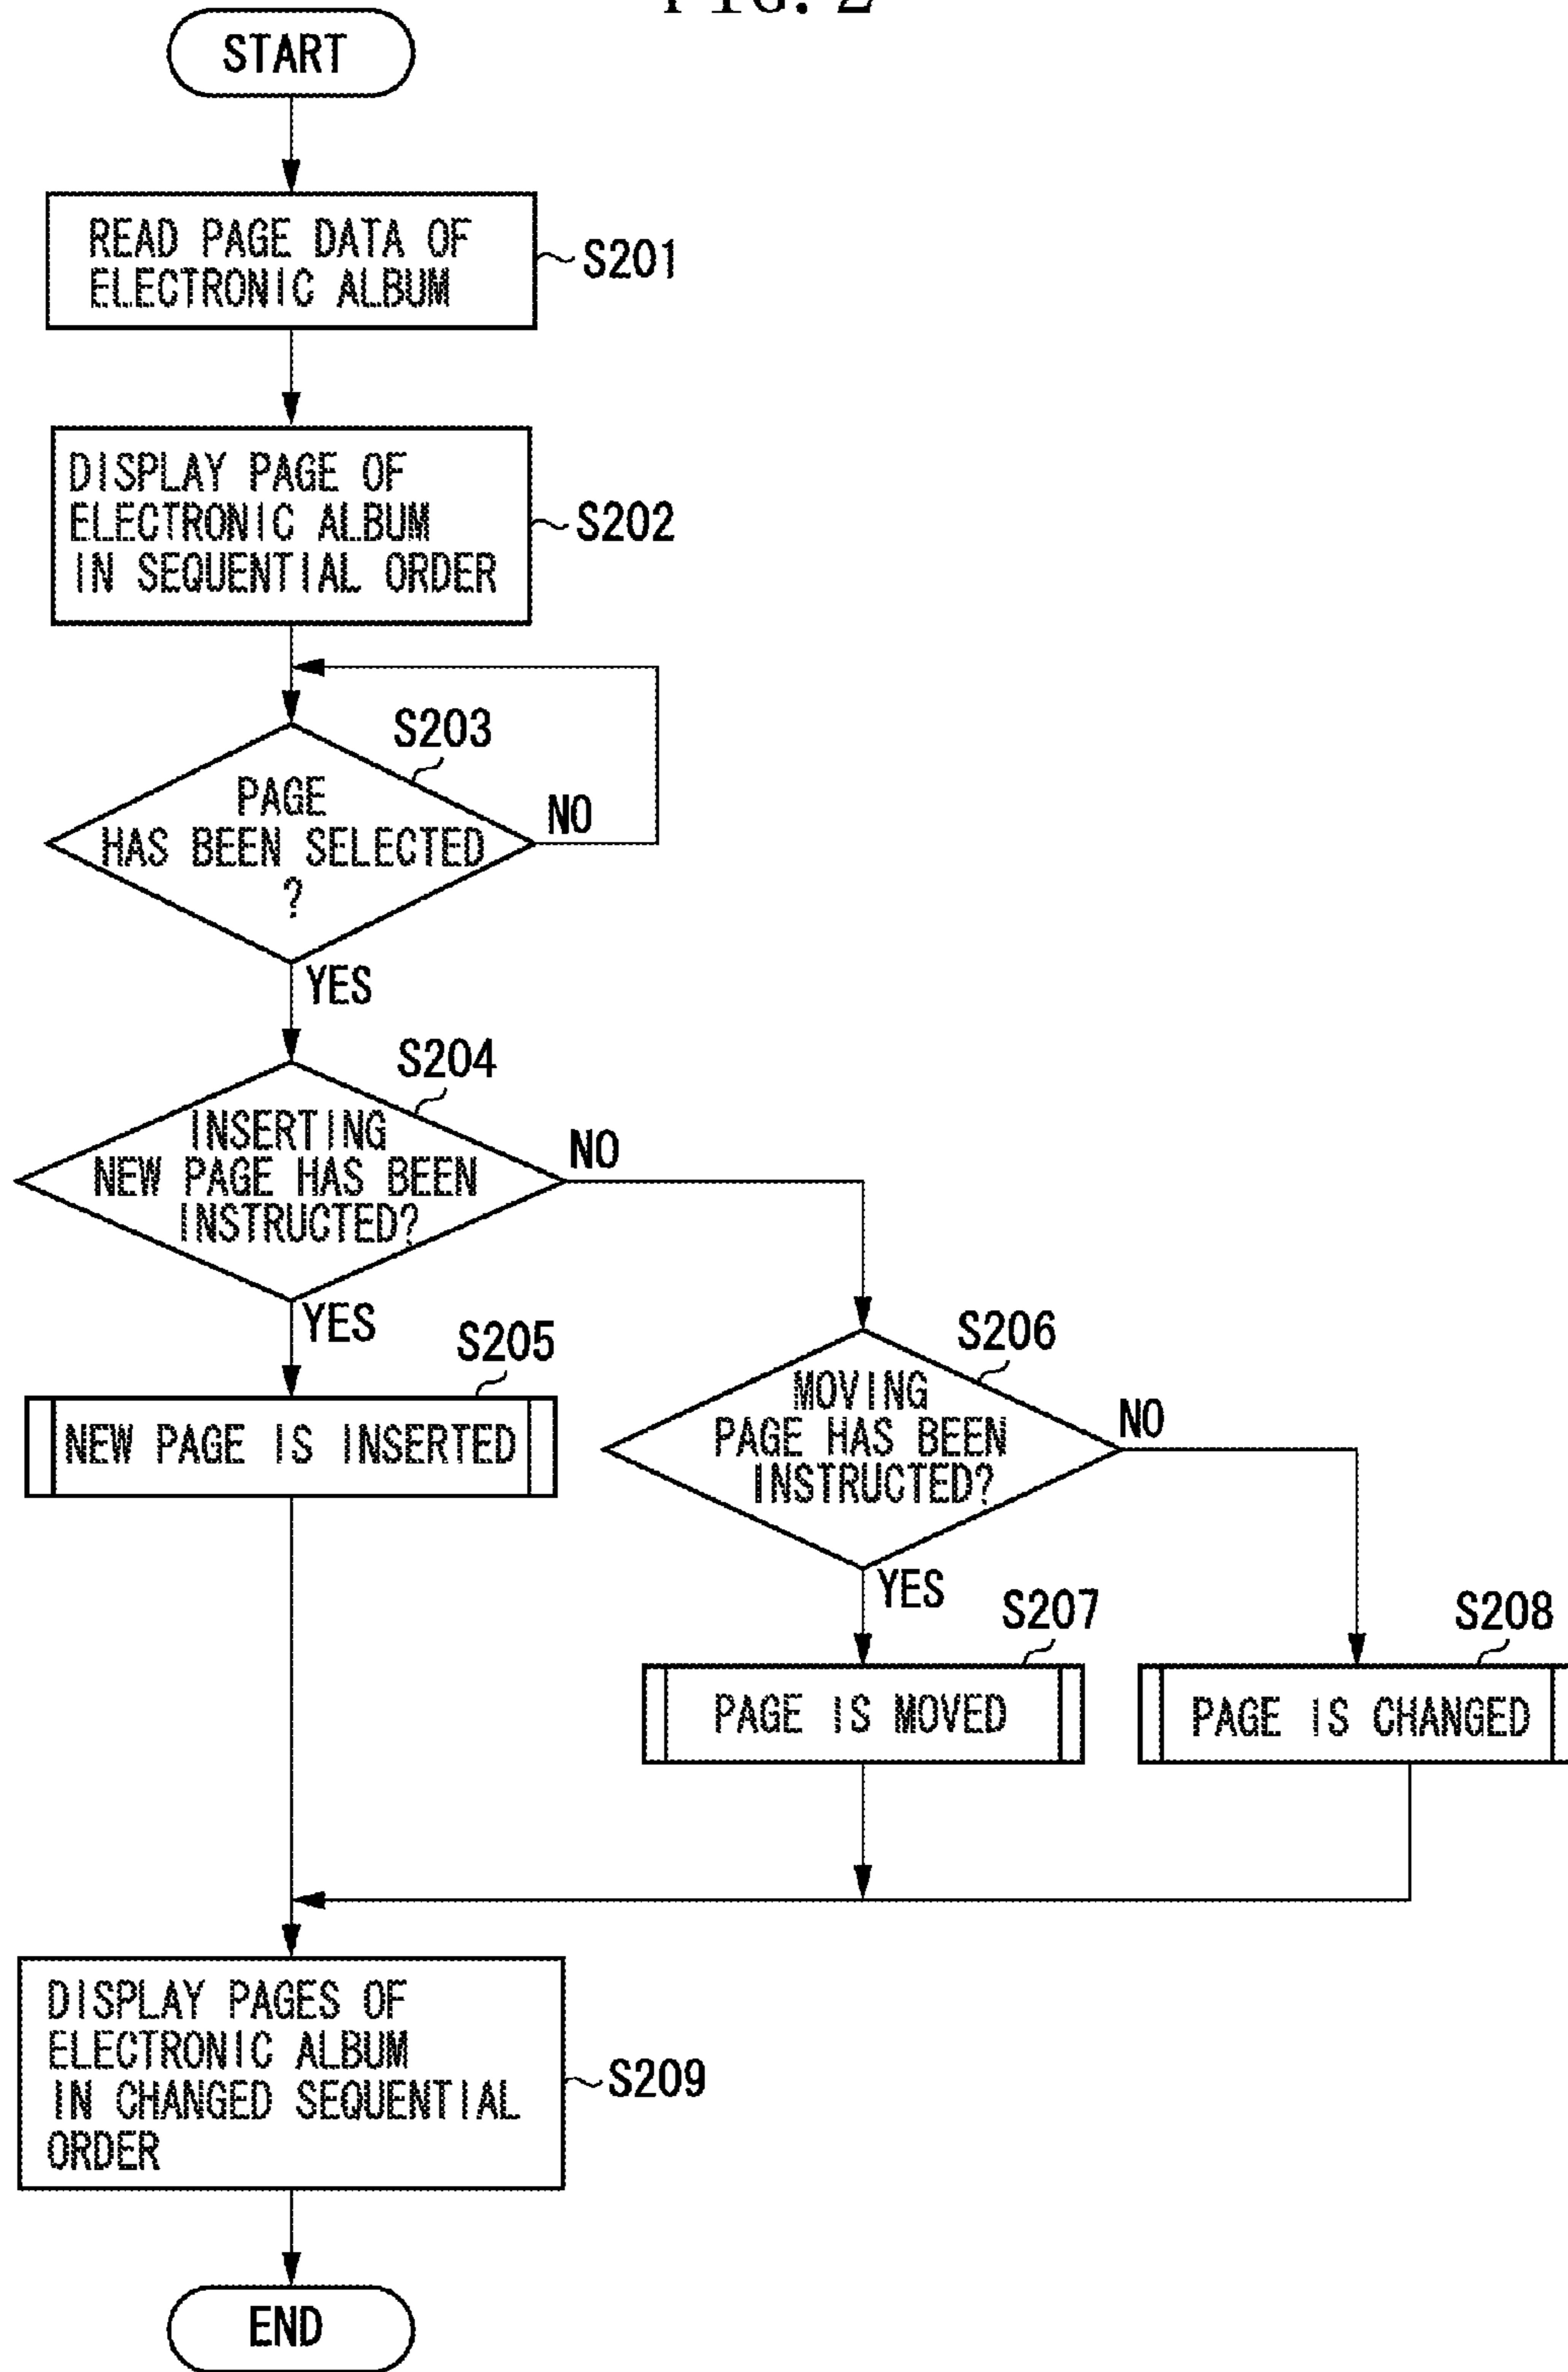 FIG. 2
START
READ PAGE DATA OF
ELECTRONIC ALBUM
S201
DISPLAY PAGE OF
ELECTRONIC ALBUM
IN SEQUENTIAL ORDER
S202
S203
PAGE
HAS BEEN SELECTED
?
NO
YES
S204
INSERTING
NEW PAGE HAS BEEN
INSTRUCTED?
NO
YES
S205
NEW PAGE IS INSERTED
S206
MOVING
PAGE HAS BEEN
INSTRUCTED?
NO
YES
S207
PAGE IS MOVED
S208
PAGE IS CHANGED
DISPLAY PAGES OF
ELECTRONIC ALBUM
IN CHANGED SEQUENTIAL
ORDER
S209
END